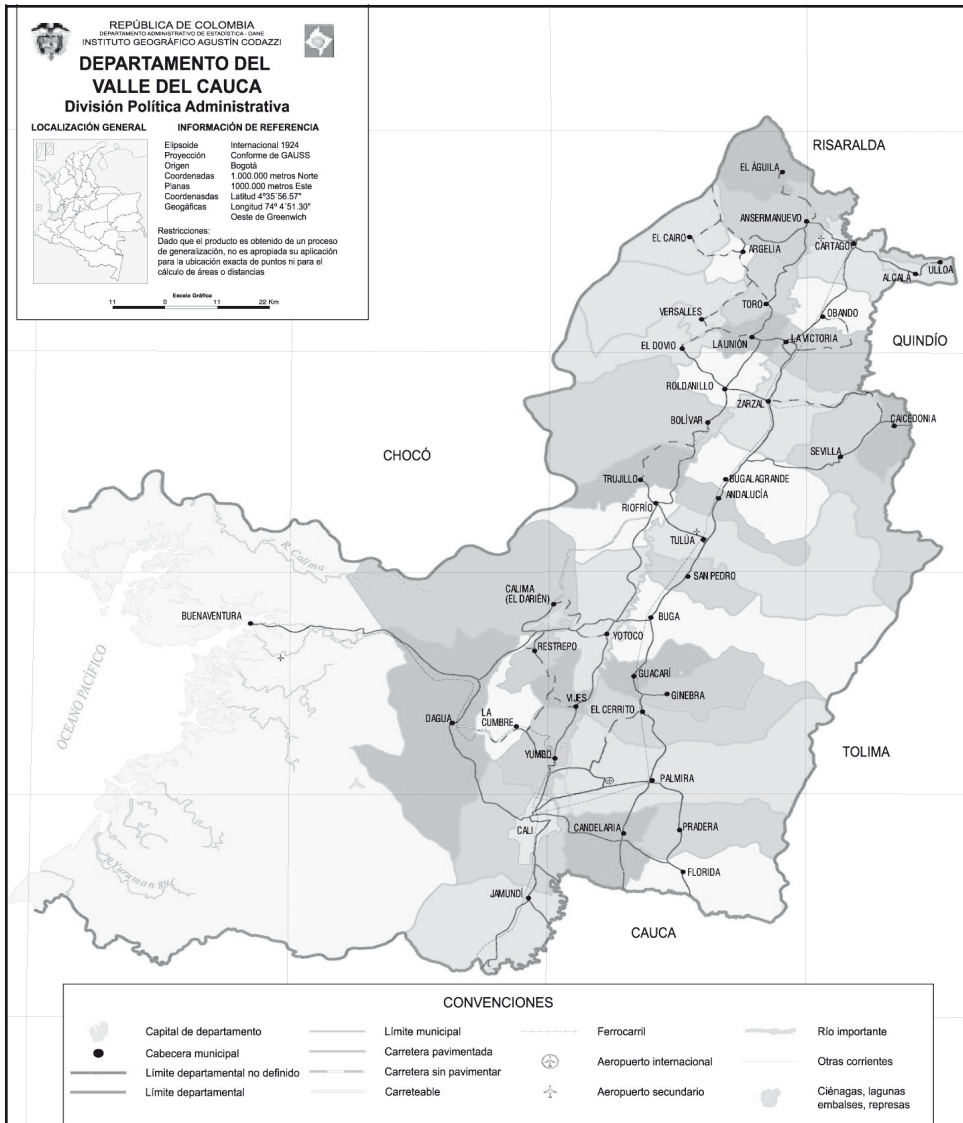 REPÚBLICA DE COLOMBIA
DEPARTAMENTO ADMINISTRATIVO DE ESTADÍSTICA - DANE
INSTITUTO GEOGRÁFICO AGUSTÍN CODAZZI
DEPARTAMENTO DEL
VALLE DEL CAUCA
División Política Administrativa
LOCALIZACIÓN GENERAL
INFORMACIÓN DE REFERENCIA
Elipsoide Internacional 1924
Proyección Conforme de GAUSS
Origen Bogotá
Coordenadas 1.000.000 metros Norte
Planas 1000.000 metros Este
Coordenasdas Latitud 4º35´56.57"
Geográficas Longitud 74º 4´51.30"
Oeste de Greenwich
Restricciones:
Dado que el producto es obtenido de un proceso
de generalización, no es apropiada su aplicación
para la ubicación exacta de puntos ni para el
cálculo de áreas o distancias
Escala Gráfica
11 0 11 22 Km
RISARALDA
EL ÁGUILA
ANSERMANUEVO
EL CAIRO
ARGELIA
CARTAGO
ULLOA
ALCALÁ
TORO
VERSALLES
OBANDO
QUINDÍO
EL DOVIO
LA UNIÓN
LA VICTORIA
ROLDANILLO
ZARZAL
CAICEDONIA
BOLÍVAR
CHOCÓ
SEVILLA
TRUJILLO
BUGALAGRANDE
ANDALUCÍA
RIOFRÍO
TULÚA
R. Calima
SAN PEDRO
CALIMA
(EL DARIÉN)
BUENAVENTURA
BUGA
YOTOCO
RESTREPO
GUACARÍ
GINEBRA
OCEANO PACÍFICO
VIJES
EL CERRITO
LA
CUMBRE
DAGUA
TOLIMA
YUMBO
PALMIRA
CALI
CANDELARIA
PRADERA
FLORIDA
JAMUNDÍ
CAUCA
CONVENCIONES
Capital de departamento
Cabecera municipal
Límite departamental no definido
Límite departamental
Límite municipal
Carretera pavimentada
Carretera sin pavimentar
Carreteable
Ferrocarril
Aeropuerto internacional
Aeropuerto secundario
Río importante
Otras corrientes
Ciénagas, lagunas
embalses, represas